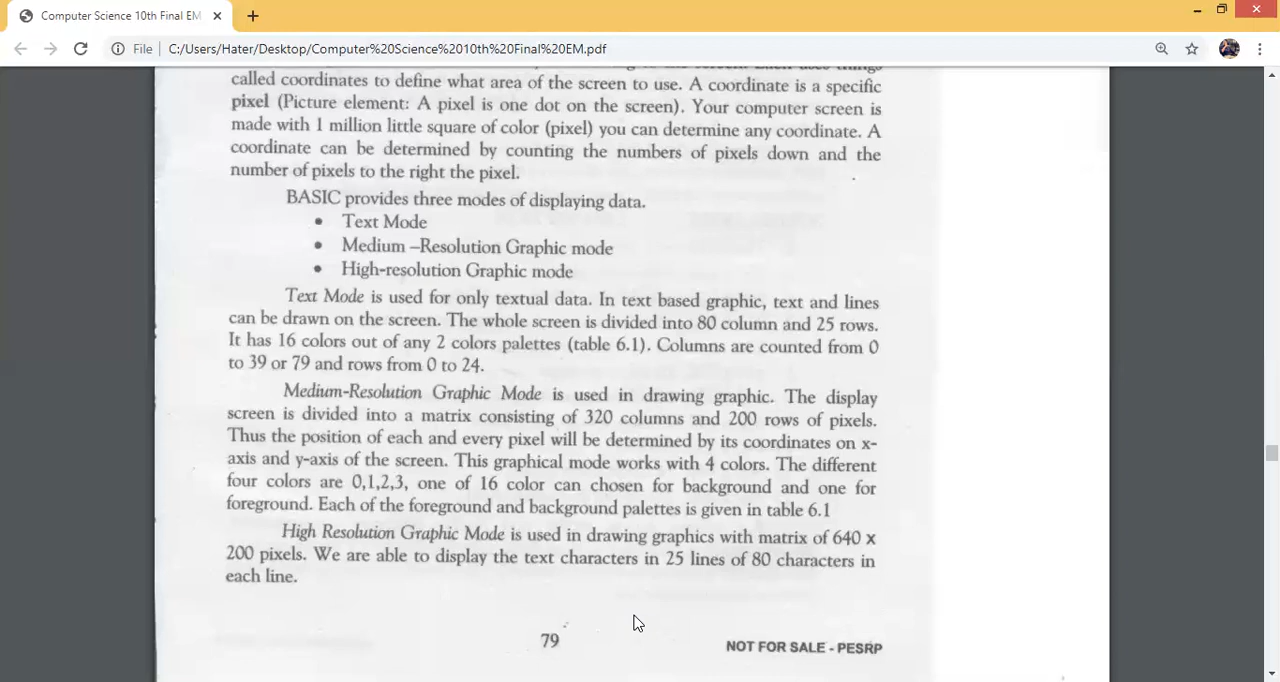 Computer Science 10th Final EM
File C:/Users/Hater/Desktop/Computer%20Science%2010th%20Final%20EM.pdf
called coordinates to define what area of the screen to use. A coordinate is a specific
pixel (Picture element: A pixel is one dot on the screen). Your computer screen is
made with 1 million little square of color (pixel) you can determine any coordinate. A
coordinate can be determined by counting the numbers of pixels down and the
number of pixels to the right the pixel.
BASIC provides three modes of displaying data.
• Text Mode
• Medium –Resolution Graphic mode
• High-resolution Graphic mode
Text Mode is used for only textual data. In text based graphic, text and lines
can be drawn on the screen. The whole screen is divided into 80 column and 25 rows.
It has 16 colors out of any 2 colors palettes (table 6.1). Columns are counted from 0
to 39 or 79 and rows from 0 to 24.
Medium-Resolution Graphic Mode is used in drawing graphic. The display
screen is divided into a matrix consisting of 320 columns and 200 rows of pixels.
Thus the position of each and every pixel will be determined by its coordinates on x-
axis and y-axis of the screen. This graphical mode works with 4 colors. The different
four colors are 0,1,2,3, one of 16 color can chosen for background and one for
foreground. Each of the foreground and background palettes is given in table 6.1
High Resolution Graphic Mode is used in drawing graphics with matrix of 640 x
200 pixels. We are able to display the text characters in 25 lines of 80 characters in
each line.
79
NOT FOR SALE - PESRP